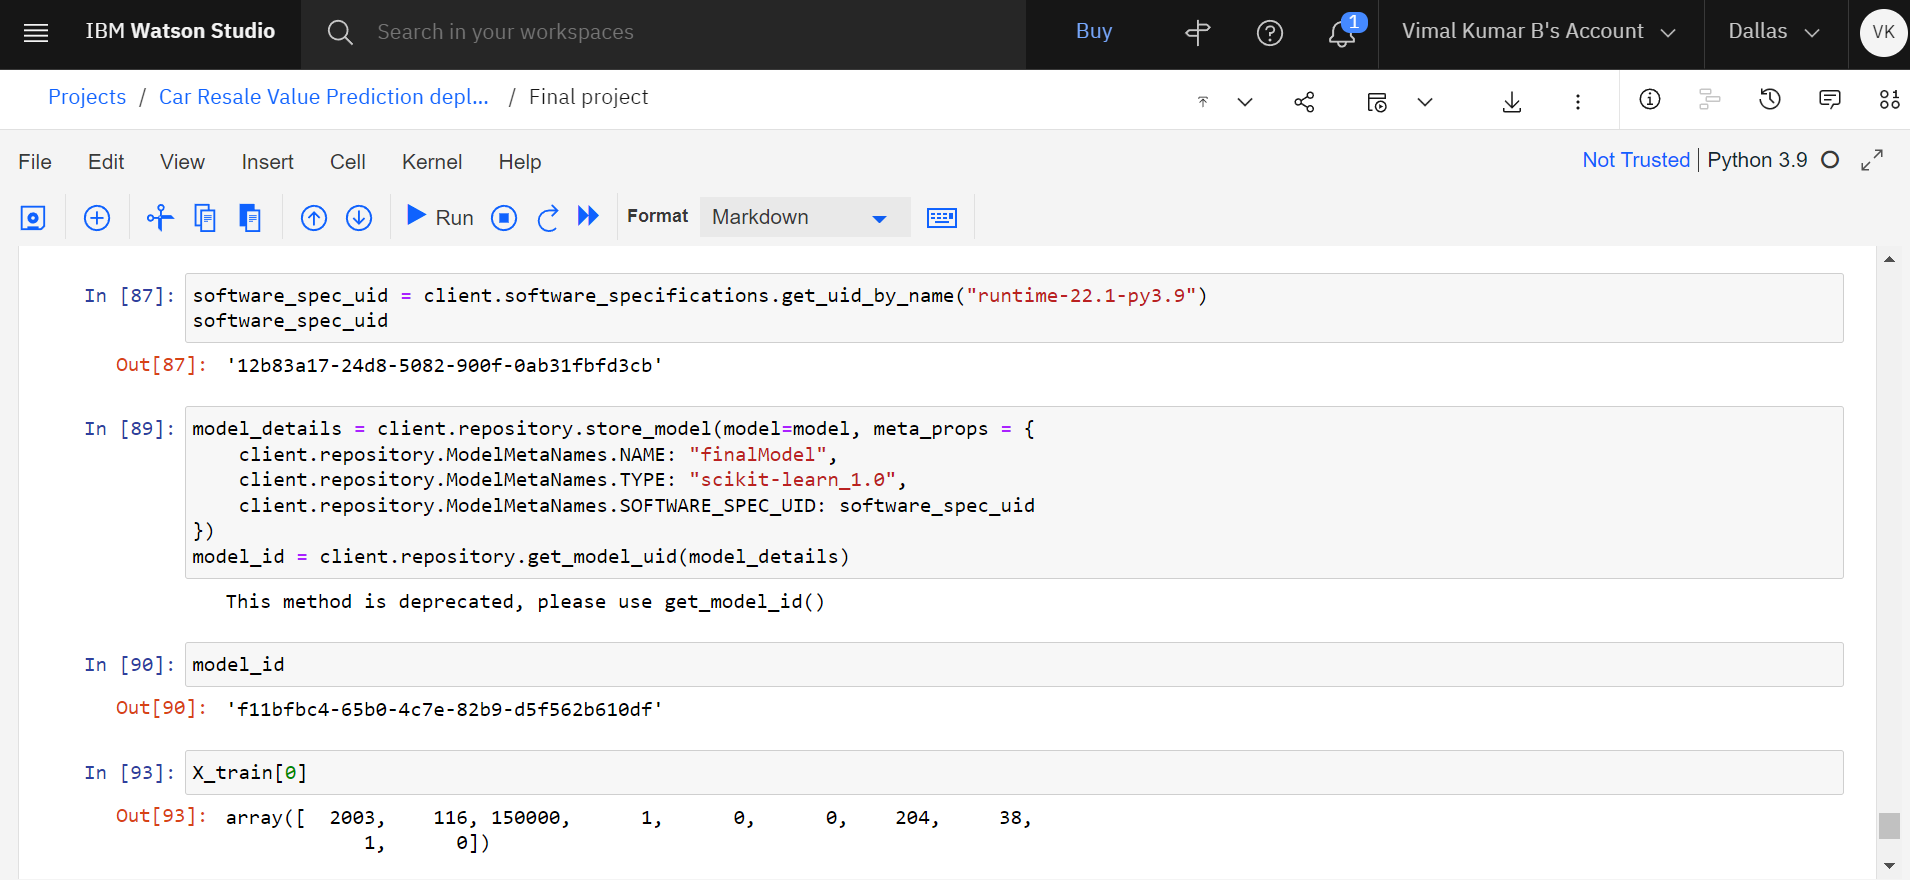 IBM Watson Studio
Search in your workspaces
Buy
1
Vimal Kumar B's Account
Dallas
VK
Projects / Car Resale Value Prediction depl... / Final project
File Edit View Insert Cell Kernel Help
Not Trusted | Python 3.9
Run
Format
Markdown
In [87]: software_spec_uid = client.software_specifications.get_uid_by_name("runtime-22.1-py3.9")
software_spec_uid
Out[87]: '12b83a17-24d8-5082-900f-0ab31fbfd3cb'
In [89]: model_details = client.repository.store_model(model=model, meta_props = {
    client.repository.ModelMetaNames.NAME: "finalModel",
    client.repository.ModelMetaNames.TYPE: "scikit-learn_1.0",
    client.repository.ModelMetaNames.SOFTWARE_SPEC_UID: software_spec_uid
})
model_id = client.repository.get_model_uid(model_details)
This method is deprecated, please use get_model_id()
In [90]: model_id
Out[90]: 'f11bfbc4-65b0-4c7e-82b9-d5f562b610df'
In [93]: X_train[0]
Out[93]: array([  2003,    116, 150000,      1,      0,      0,    204,     38,
            1,      0])